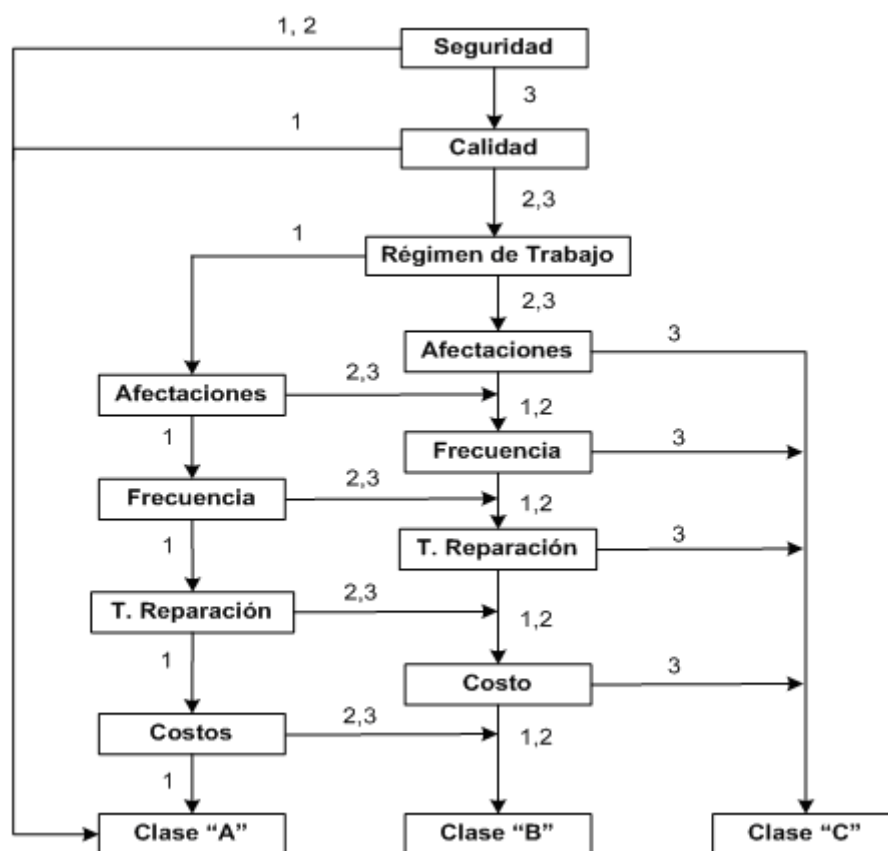 1, 2
Seguridad
3
1
Calidad
2,3
1
Régimen de Trabajo
2,3
Afectaciones
3
Afectaciones
2,3
1,2
1
Frecuencia
3
Frecuencia
2,3
1,2
1
T. Reparación
3
T. Reparación
2,3
1,2
1
Costo
3
Costos
2,3
1,2
1
Clase “A”
Clase “B”
Clase “C”